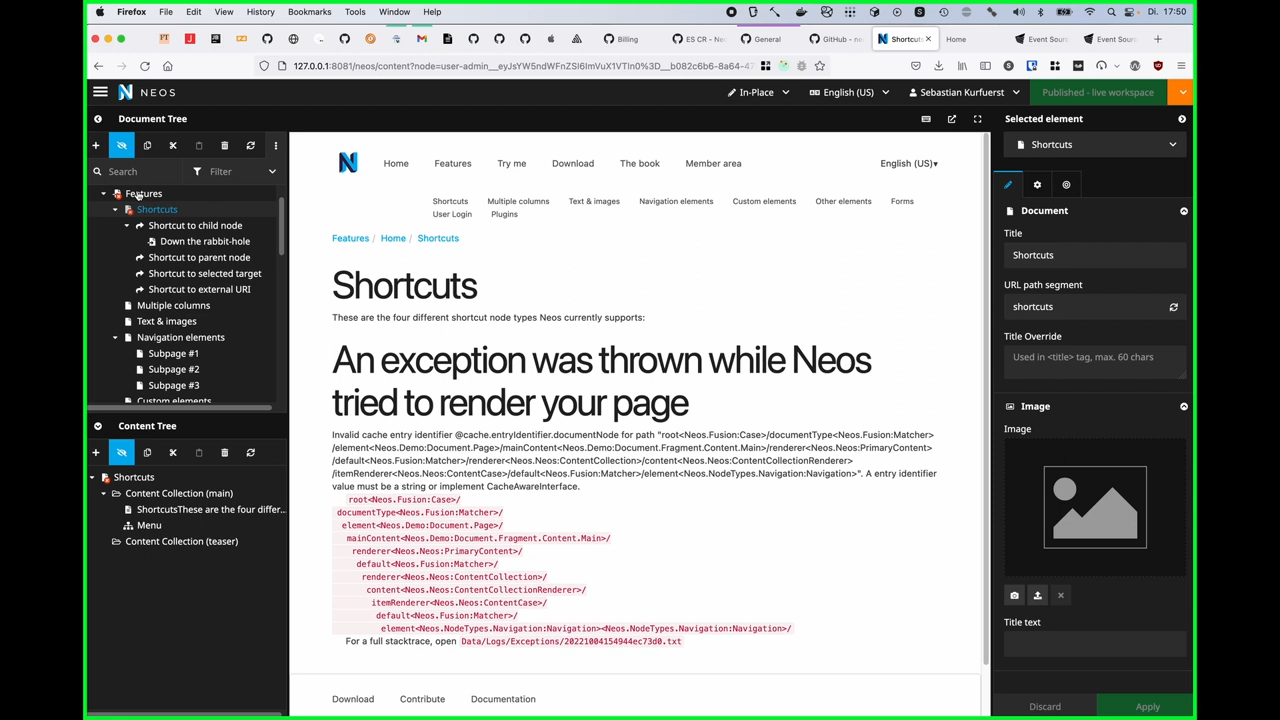 Firefox File Edit View History Bookmarks Tools Window Help Di. 17:50
Billing ES CR - Ne General GitHub - ne Shortcuts Home Event Sour Event Sour
127.0.0.1:8081/neos/content?node=user-admin__eyJsYW5ndWFnZSI6ImVuX1VTIn0%3D__b082c6b6-8a64-42
NEOS In-Place English (US) Sebastian Kurfuerst Published - live workspace
Document Tree
Search Filter
Features
Shortcuts
Shortcut to child node
Down the rabbit-hole
Shortcut to parent node
Shortcut to selected target
Shortcut to external URI
Multiple columns
Text & images
Navigation elements
Subpage #1
Subpage #2
Subpage #3
Custom elements
Content Tree
Shortcuts
Content Collection (main)
ShortcutsThese are the four differ...
Menu
Content Collection (teaser)
Home Features Try me Download The book Member area English (US)▾
Shortcuts Multiple columns Text & images Navigation elements Custom elements Other elements Forms
User Login Plugins
Features / Home / Shortcuts
Shortcuts
These are the four different shortcut node types Neos currently supports:
An exception was thrown while Neos
tried to render your page
Invalid cache entry identifier @cache.entryIdentifier.documentNode for path "root<Neos.Fusion:Case>/documentType<Neos.Fusion:Matcher>
/element<Neos.Demo:Document.Page>/mainContent<Neos.Demo:Document.Fragment.Content.Main>/renderer<Neos.Neos:PrimaryContent>
/default<Neos.Fusion:Matcher>/renderer<Neos.Neos:ContentCollection>/content<Neos.Neos:ContentCollectionRenderer>
/itemRenderer<Neos.Neos:ContentCase>/default<Neos.Fusion:Matcher>/element<Neos.NodeTypes.Navigation:Navigation>". A entry identifier
value must be a string or implement CacheAwareInterface.
root<Neos.Fusion:Case>/
documentType<Neos.Fusion:Matcher>/
element<Neos.Demo:Document.Page>/
mainContent<Neos.Demo:Document.Fragment.Content.Main>/
renderer<Neos.Neos:PrimaryContent>/
default<Neos.Fusion:Matcher>/
renderer<Neos.Neos:ContentCollection>/
content<Neos.Neos:ContentCollectionRenderer>/
itemRenderer<Neos.Neos:ContentCase>/
default<Neos.Fusion:Matcher>/
element<Neos.NodeTypes.Navigation:Navigation><Neos.NodeTypes.Navigation:Navigation>/
For a full stacktrace, open Data/Logs/Exceptions/20221004154944ec73d0.txt
Download Contribute Documentation
Selected element
Shortcuts
Document
Title
Shortcuts
URL path segment
shortcuts
Title Override
Used in <title> tag, max. 60 chars
Image
Image
Title text
Discard Apply